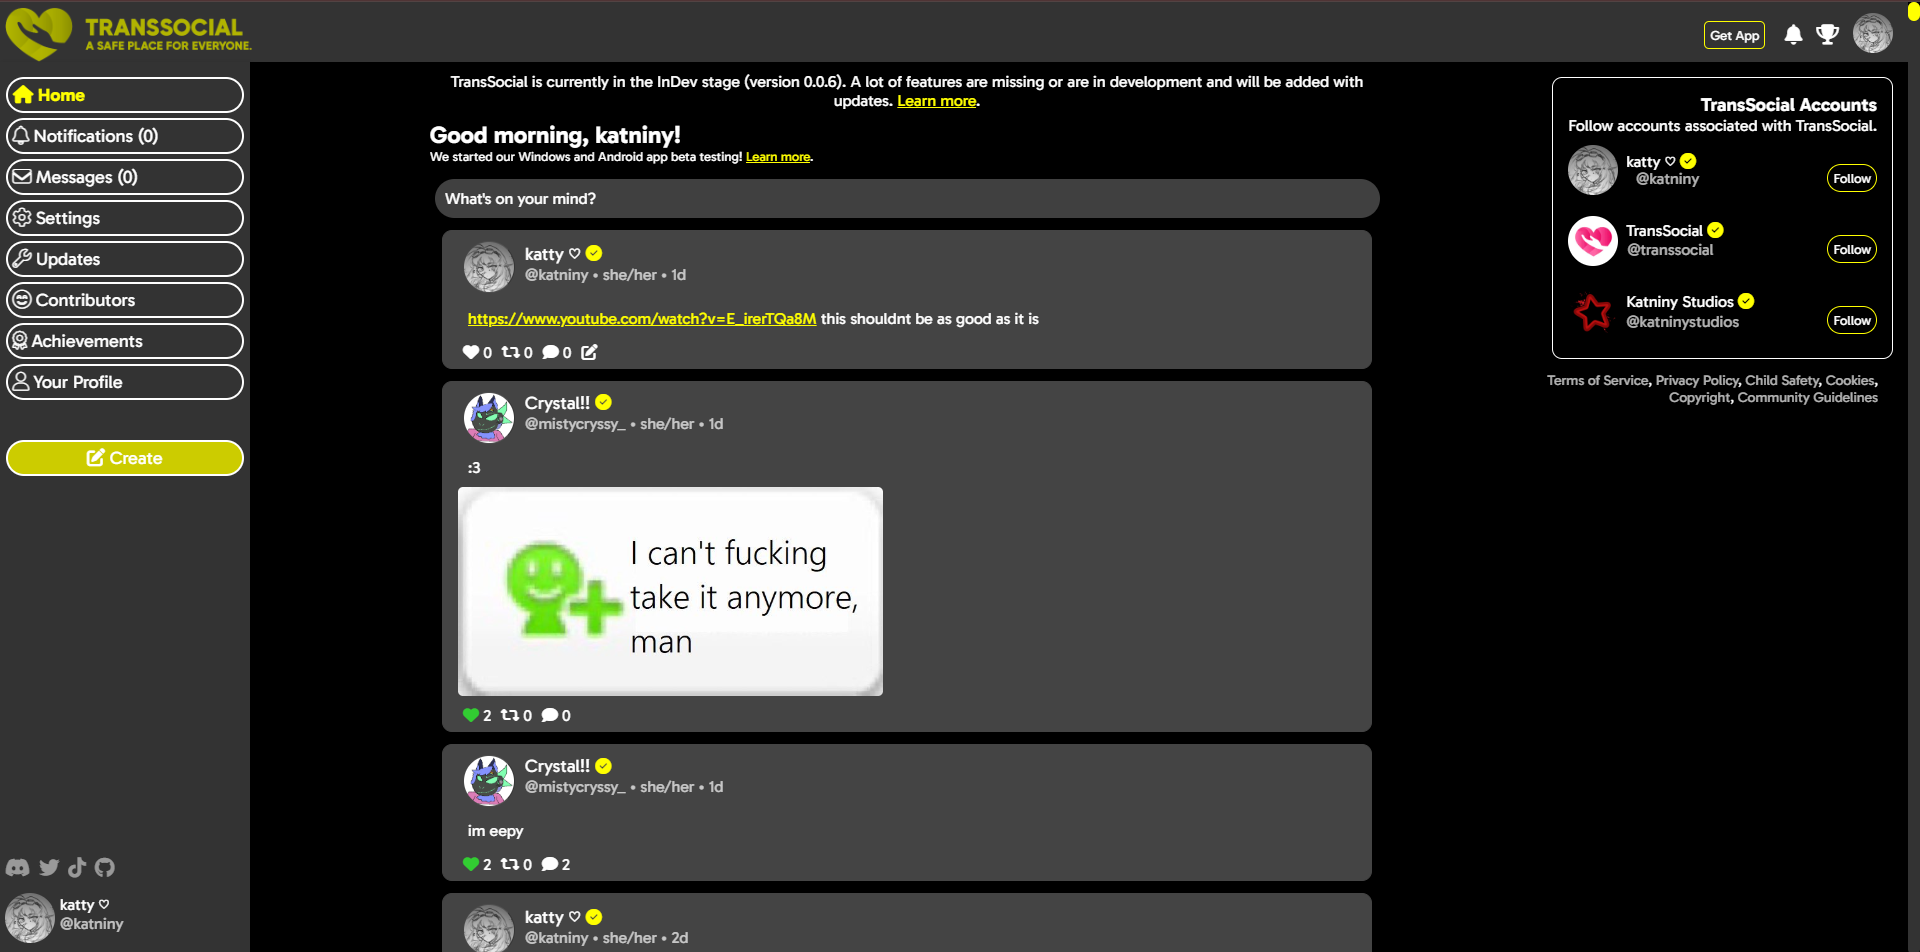 TRANSSOCIAL
A SAFE PLACE FOR EVERYONE.
Get App
Home
Notifications (0)
Messages (0)
Settings
Updates
Contributors
Achievements
Your Profile
Create
katty ♡
@katniny
TransSocial is currently in the InDev stage (version 0.0.6). A lot of features are missing or are in development and will be added with
updates. Learn more.
Good morning, katniny!
We started our Windows and Android app beta testing! Learn more.
What's on your mind?
katty ♡
@katniny • she/her • 1d
https://www.youtube.com/watch?v=E_irerTQa8M this shouldnt be as good as it is
0 0 0
Crystal!!
@mistycryssy_ • she/her • 1d
:3
I can't fucking
take it anymore,
man
2 0 0
Crystal!!
@mistycryssy_ • she/her • 1d
im eepy
2 0 2
katty ♡
@katniny • she/her • 2d
TransSocial Accounts
Follow accounts associated with TransSocial.
katty ♡
@katniny
Follow
TransSocial
@transsocial
Follow
Katniny Studios
@katninystudios
Follow
Terms of Service, Privacy Policy, Child Safety, Cookies,
Copyright, Community Guidelines